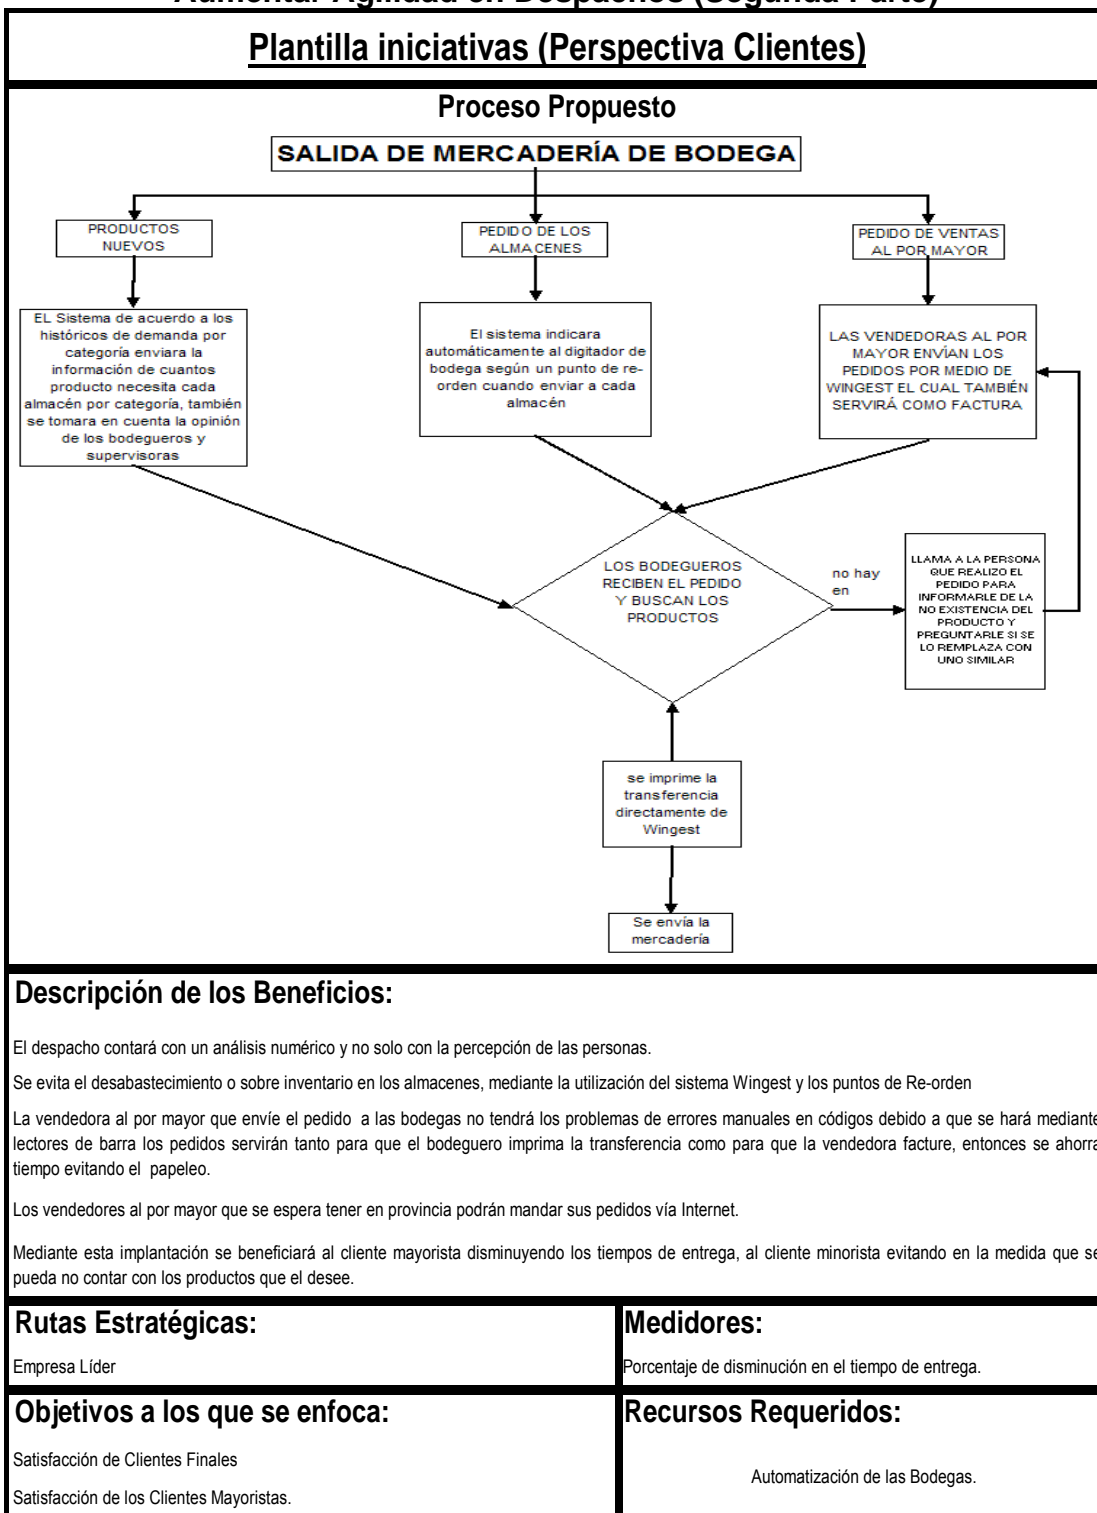 Aumentar Agilidad en Despachos (Segunda Parte)
Plantilla iniciativas (Perspectiva Clientes)
Proceso Propuesto
SALIDA DE MERCADERÍA DE BODEGA
PRODUCTOS
NUEVOS
PEDIDO DE LOS
ALMACENES
PEDIDO DE VENTAS
AL POR MAYOR
EL Sistema de acuerdo a los
históricos de demanda por
categoría enviara la
información de cuantos
producto necesita cada
almacén por categoría, también
se tomara en cuenta la opinión
de los bodegueros y
supervisoras
El sistema indicara
automáticamente al digitador de
bodega según un punto de re-
orden cuando enviar a cada
almacén
LAS VENDEDORAS AL POR
MAYOR ENVÍAN LOS
PEDIDOS POR MEDIO DE
WINGEST EL CUAL TAMBIÉN
SERVIRÁ COMO FACTURA
LOS BODEGUEROS
RECIBEN EL PEDIDO
Y BUSCAN LOS
PRODUCTOS
no hay
en
LLAMA A LA PERSONA
QUE REALIZO EL
PEDIDO PARA
INFORMARLE DE LA
NO EXISTENCIA DEL
PRODUCTO Y
PREGUNTARLE SI SE
LO REMPLAZA CON
UNO SIMILAR
se imprime la
transferencia
directamente de
Wingest
Se envía la
mercadería
Descripción de los Beneficios:
El despacho contará con un análisis numérico y no solo con la percepción de las personas.
Se evita el desabastecimiento o sobre inventario en los almacenes, mediante la utilización del sistema Wingest y los puntos de Re-orden
La vendedora al por mayor que envíe el pedido a las bodegas no tendrá los problemas de errores manuales en códigos debido a que se hará mediante
lectores de barra los pedidos servirán tanto para que el bodeguero imprima la transferencia como para que la vendedora facture, entonces se ahorra
tiempo evitando el papeleo.
Los vendedores al por mayor que se espera tener en provincia podrán mandar sus pedidos vía Internet.
Mediante esta implantación se beneficiará al cliente mayorista disminuyendo los tiempos de entrega, al cliente minorista evitando en la medida que se
pueda no contar con los productos que el desee.
Rutas Estratégicas:
Empresa Líder
Medidores:
Porcentaje de disminución en el tiempo de entrega.
Objetivos a los que se enfoca:
Satisfacción de Clientes Finales
Satisfacción de los Clientes Mayoristas.
Recursos Requeridos:
Automatización de las Bodegas.